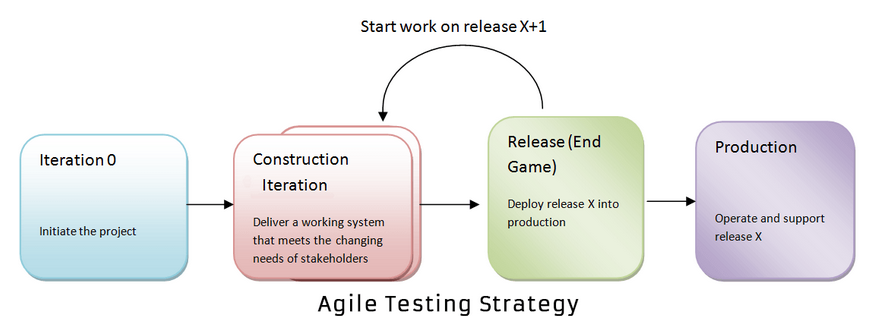 Start work on release X+1
Iteration 0
Initiate the project
Construction
Iteration
Deliver a working system
that meets the changing
needs of stakeholders
Release (End
Game)
Deploy release X into
production
Production
Operate and support
release X
Agile Testing Strategy